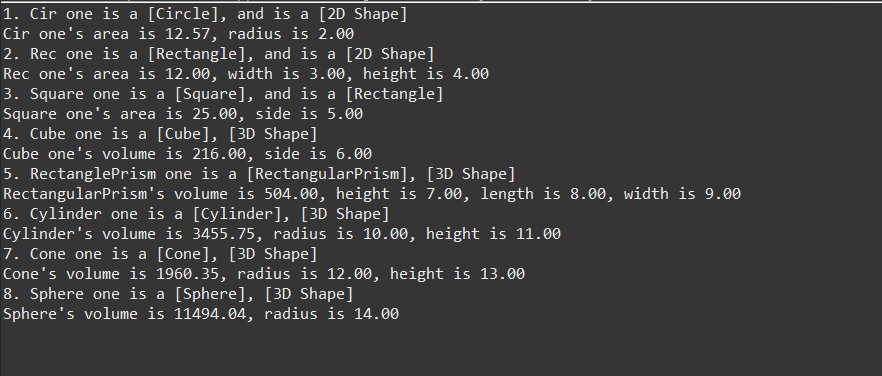 1. Cir one is a [Circle], and is a [2D Shape]
Cir one's area is 12.57, radius is 2.00
2. Rec one is a [Rectangle], and is a [2D Shape]
Rec one's area is 12.00, width is 3.00, height is 4.00
3. Square one is a [Square], and is a [Rectangle]
Square one's area is 25.00, side is 5.00
4. Cube one is a [Cube], [3D Shape]
Cube one's volume is 216.00, side is 6.00
5. RectanglePrism one is a [RectangularPrism], [3D Shape]
RectangularPrism's volume is 504.00, height is 7.00, length is 8.00, width is 9.00
6. Cylinder one is a [Cylinder], [3D Shape]
Cylinder's volume is 3455.75, radius is 10.00, height is 11.00
7. Cone one is a [Cone], [3D Shape]
Cone's volume is 1960.35, radius is 12.00, height is 13.00
8. Sphere one is a [Sphere], [3D Shape]
Sphere's volume is 11494.04, radius is 14.00